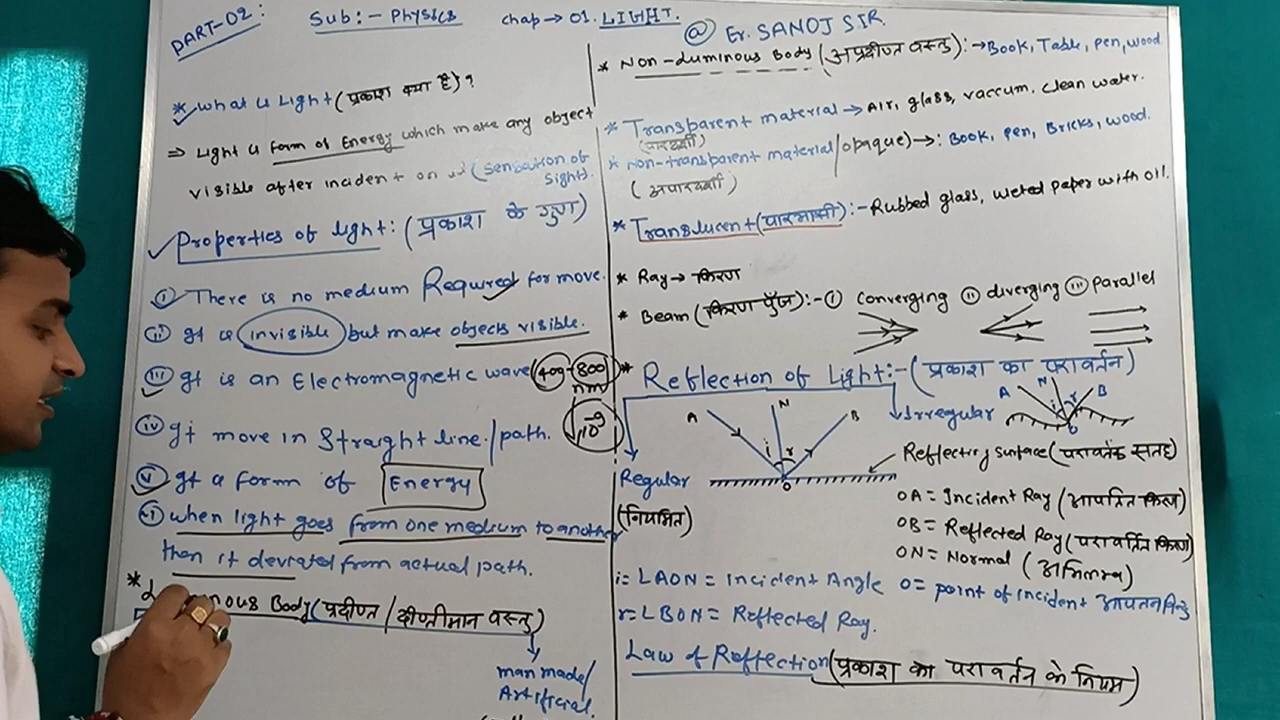 PART-02:
Sub:- Physics
chap→ 01. LIGHT.
@ Er. SANOJ SIR.
* What is Light (प्रकाश क्या है)?
⇒ Light is form of Energy which make any object
visible after incident on it (sensation of
sight).
Properties of light: (प्रकाश के गुण)
(i) There is no medium Required for move.
(ii) It is invisible but make objects visible.
(iii) It is an Electromagnetic wave (400-800)
nm
10⁻⁹
(iv) It move in straight line/path.
(v) It is form of Energy
(vi) when light goes from one medium to another
then it deviated from actual path.
* nous Body (प्रदीप्त/दीप्तीमान वस्तु)
man made/
Artificial.
* Non-luminous Body (अप्रदीप्त वस्तु):→Book, Table, pen, wood
* Transparent material → Air, glass, vaccum, clean water.
(पारदर्शी)
* non-transparent material/opaque)→: Book, pen, Bricks, wood.
(अपारदर्शी)
* Translucent (पारभासी):-Rubbed glass, weted paper with oil.
* Ray→ किरण
* Beam (किरण पुँज):- (i) converging (ii) diverging (iii) parallel
* Reflection of Light:- (प्रकाश का परावर्तन)
Irregular
A N B
i r
O
A N B
i r
O
Regular
(नियमित)
Reflecting surface (परावर्तक सतह)
OA = Incident Ray (आपतित किरण)
OB = Reflected Ray (परावर्तित किरण)
ON = Normal (अभिलम्ब)
i = ∠AON = Incident Angle O = point of incident आपतन बिन्दु
r = ∠BON = Reflected Ray.
Law of Reflection (प्रकाश का परावर्तन के नियम)